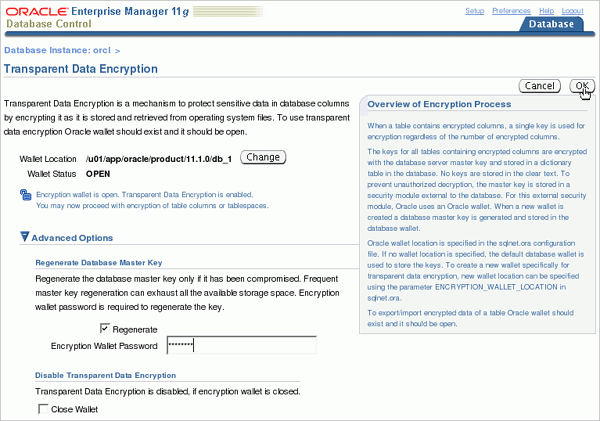 ORACLE Enterprise Manager 11g
Database Control
Setup Preferences Help Logout
Database
Database Instance: orcl >
Transparent Data Encryption
Cancel OK
Transparent Data Encryption is a mechanism to protect sensitive data in database columns
by encrypting it as it is stored and retrieved from operating system files. To use transparent
data encryption Oracle wallet should exist and it should be open.
Wallet Location /u01/app/oracle/product/11.1.0/db_1 Change
Wallet Status OPEN
Encryption wallet is open. Transparent Data Encryption is enabled.
You may now proceed with encryption of table columns or tablespaces.
Advanced Options
Regenerate Database Master Key
Regenerate the database master key only if it has been compromised. Frequent
master key regeneration can exhaust all the available storage space. Encryption
wallet password is required to regenerate the key.
Regenerate
Encryption Wallet Password ********
Disable Transparent Data Encryption
Transparent Data Encryption is disabled, if encryption wallet is closed.
Close Wallet
Overview of Encryption Process
When a table contains encrypted columns, a single key is used for
encryption regardless of the number of encrypted columns.
The keys for all tables containing encrypted columns are encrypted
with the database server master key and stored in a dictionary
table in the database. No keys are stored in the clear text. To
prevent unauthorized decryption, the master key is stored in a
security module external to the database. For this external security
module, Oracle uses an Oracle wallet. When a new wallet is
created a database master key is generated and stored in the
wallet.
Oracle wallet location is specified in the sqlnet.ora configuration
file. If no wallet location is specified, the default database wallet is
used to store the keys. To create a new wallet specifically for
transparent data encryption, new wallet location can be specified
using the parameter ENCRYPTION_WALLET_LOCATION in
sqlnet.ora.
To export/import encrypted data of a table Oracle wallet should
exist and it should be open.